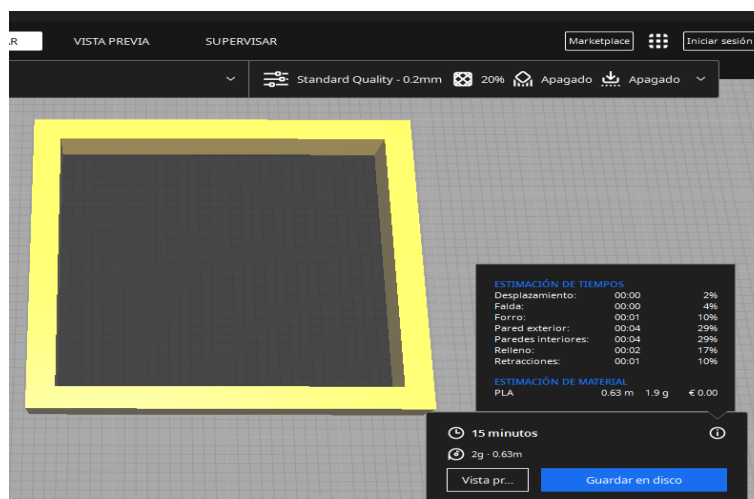 AR VISTA PREVIA SUPERVISAR Marketplace Iniciar sesión
Standard Quality - 0.2mm 20% Apagado Apagado
ESTIMACIÓN DE TIEMPOS
Desplazamiento: 00:00 2%
Falda: 00:00 4%
Forro: 00:01 10%
Pared exterior: 00:04 29%
Paredes interiores: 00:04 29%
Relleno: 00:02 17%
Retracciones: 00:01 10%
ESTIMACIÓN DE MATERIAL
PLA 0.63 m 1.9 g € 0.00
15 minutos
2g · 0.63m
Vista pr... Guardar en disco